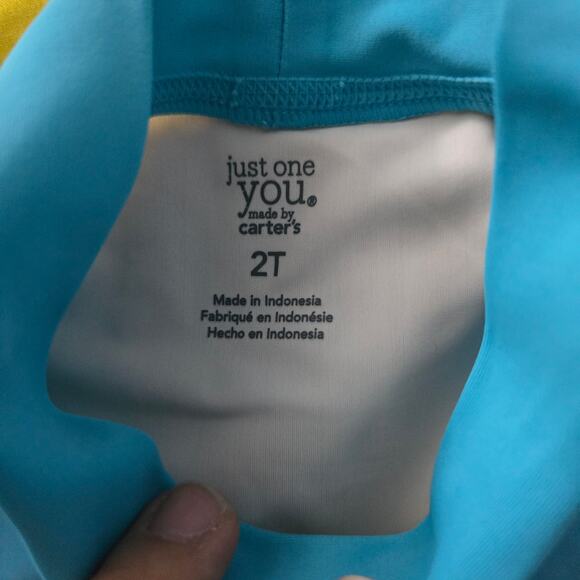 just one
you®
made by
carter's
2T
Made in Indonesia
Fabriqué en Indonésie
Hecho en Indonesia